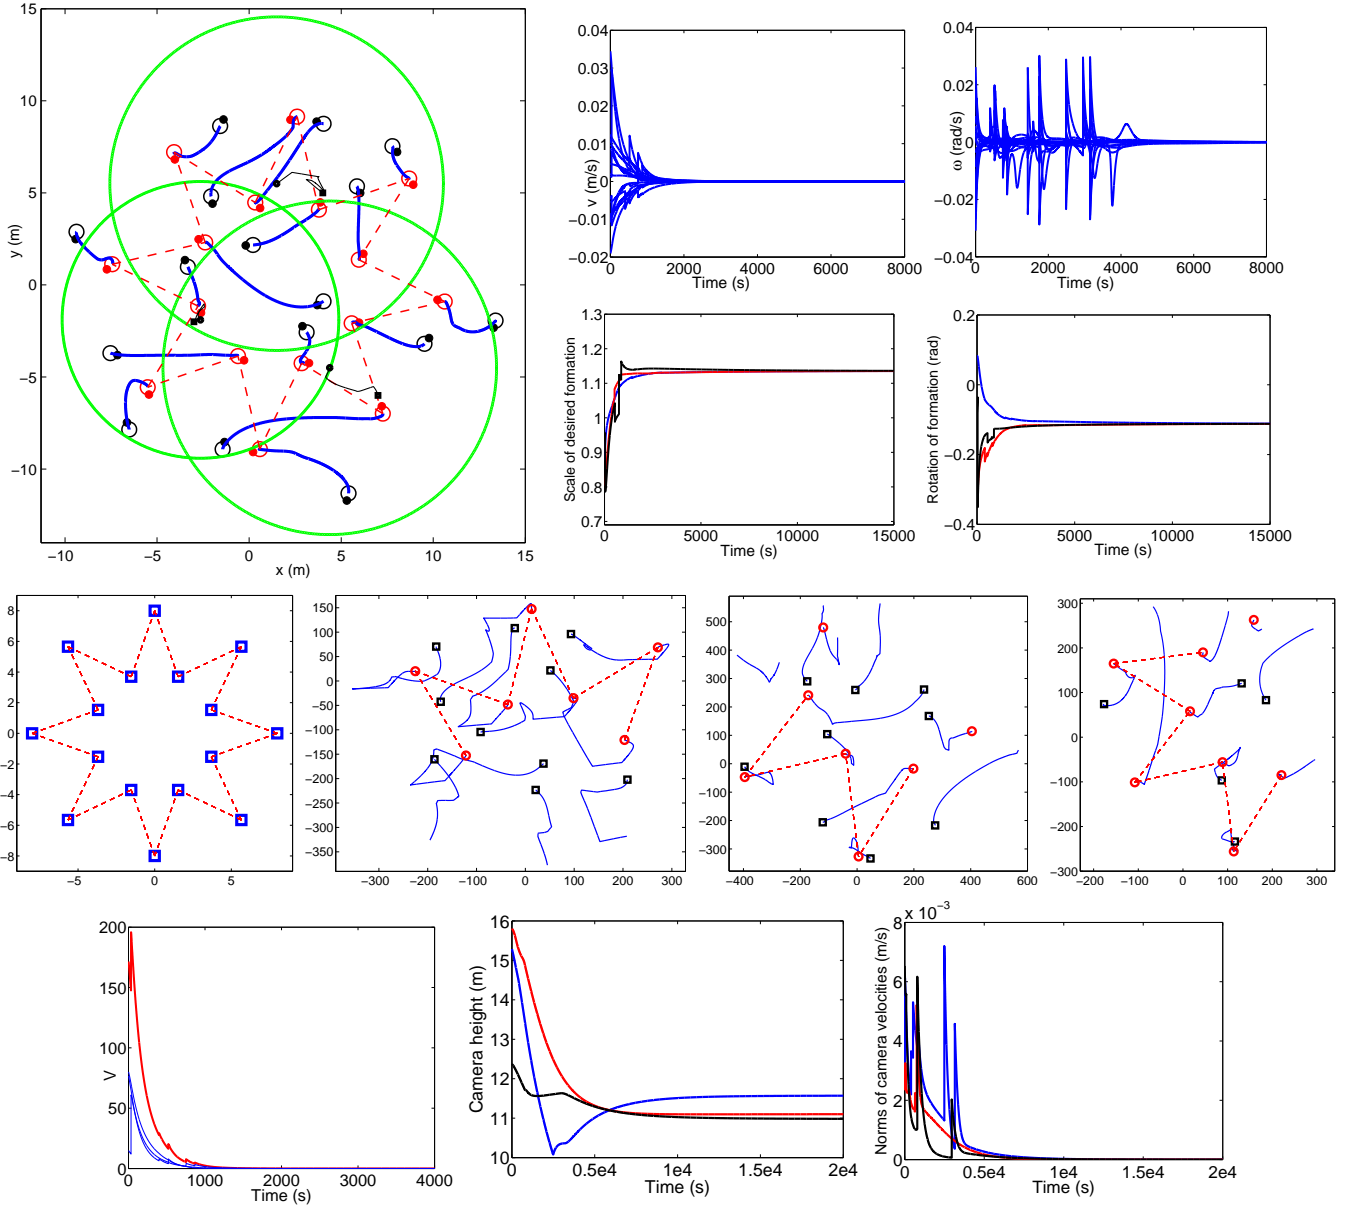 15
10
5
0
−5
−10
−10 −5 0 5 10 15
x (m)
y (m)
0.04
0.03
0.02
0.01
0
−0.01
−0.02
0 2000 4000 6000 8000
Time (s)
v (m/s)
0.04
0.02
0
−0.02
−0.04
0 2000 4000 6000 8000
Time (s)
ω (rad/s)
1.3
1.2
1.1
1
0.9
0.8
0.7
0 5000 10000 15000
Time (s)
Scale of desired formation
0.2
0
−0.2
−0.4
0 5000 10000 15000
Time (s)
Rotation of formation (rad)
8
6
4
2
0
−2
−4
−6
−8
−5 0 5
150
100
50
0
−50
−100
−150
−200
−250
−300
−350
−300 −200 −100 0 100 200 300
500
400
300
200
100
0
−100
−200
−300
−400 −200 0 200 400 600
300
200
100
0
−100
−200
−300
−200 −100 0 100 200 300
200
150
100
50
0
0 1000 2000 3000 4000
Time (s)
V
16
15
14
13
12
11
10
0 0.5e4 1e4 1.5e4 2e4
Time (s)
Camera height (m)
x 10−3
8
6
4
2
0
0 0.5e4 1e4 1.5e4 2e4
Time (s)
Norms of camera velocities (m/s)